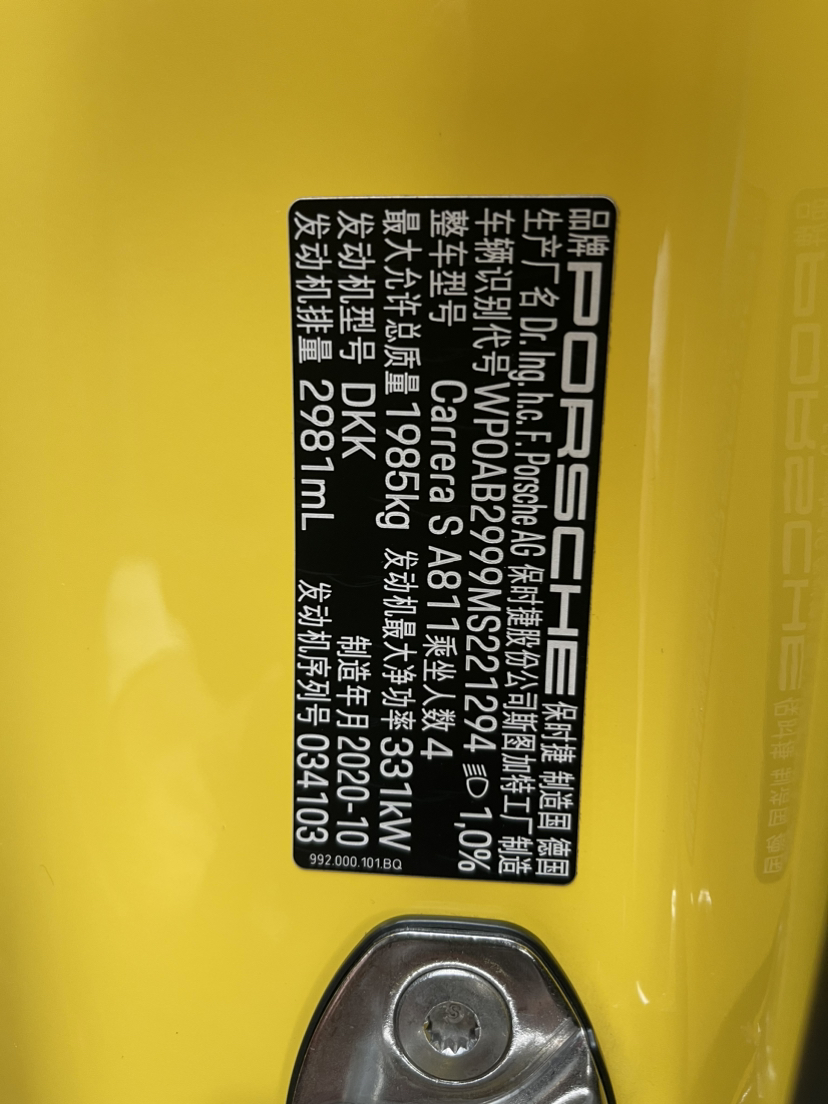 品牌 PORSCHE 保时捷 制造国 德国
生产厂名 Dr. Ing. h.c. F. Porsche AG 保时捷股份公司斯图加特工厂制造
车辆识别代号 WP0AB2999MS221294 1,0%
整车型号 Carrera S A811 乘坐人数 4
最大允许总质量 1985kg 发动机最大净功率 331kW
发动机型号 DKK 制造年月 2020-10
发动机排量 2981mL 发动机序列号 034103
992.000.101.BQ